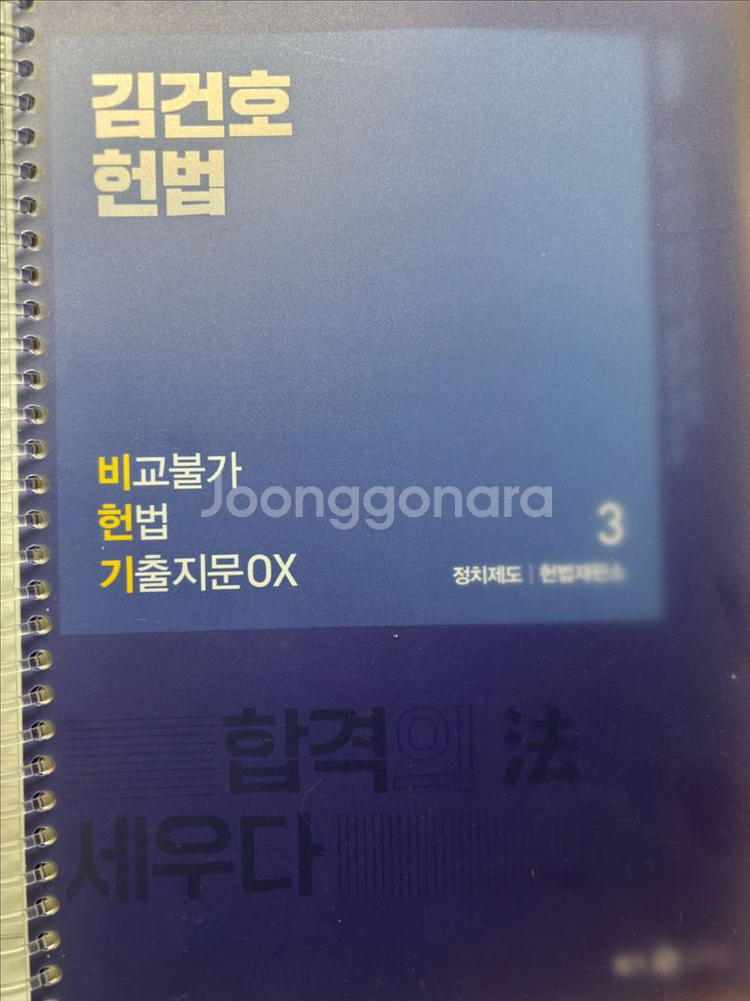 김건호
헌법
비교불가
헌법
기출지문OX
Joonggonara
3
정치제도 | 헌법재판소
합격의 法
세우다